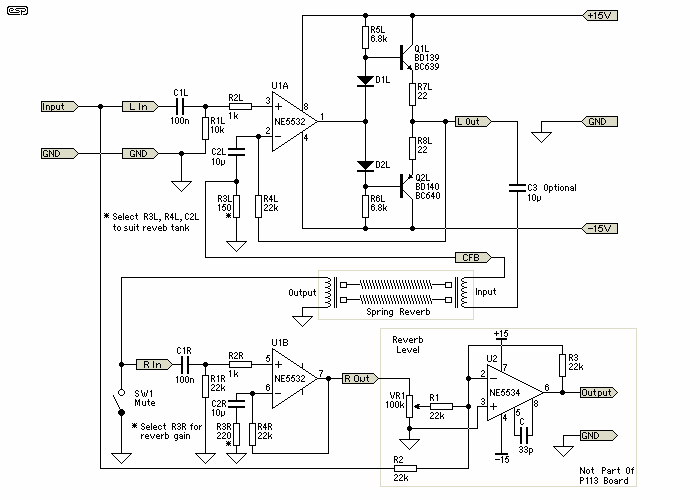 esp
+15V
R5L
6.8k
Q1L
BD139
BC639
D1L
R7L
22
U1A
C1L
R2L
Input
L In
3
+
8
NE5532
1
L Out
GND
100n
1k
R1L
10k
2
-
4
R8L
22
GND
GND
C2L
10µ
D2L
Q2L
BD140
BC640
C3 Optional
10µ
R3L
150
*
R4L
22k
R6L
6.8k
* Select R3L, R4L, C2L
to suit reveb tank
-15V
CFB
Output
Input
Spring Reverb
Reverb
Level
+15
U1B
U2
7
R3
22k
C1R
R2R
R In
5
+
NE5532
7
R Out
2
-
NE5534
6
Output
100n
1k
R1R
22k
6
-
VR1
100k
R1
22k
3
+
4
5
8
C
33p
SW1
Mute
C2R
10µ
R3R
220
*
R4R
22k
GND
* Select R3R for
reverb gain
-15
R2
22k
Not Part Of
P113 Board